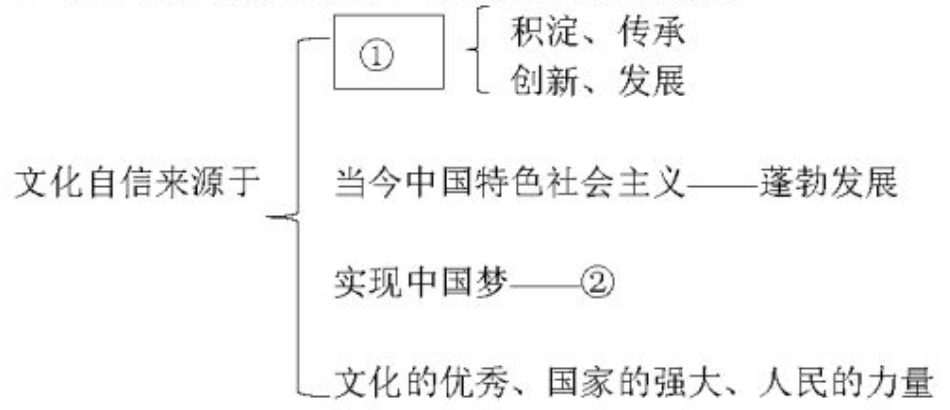 ① 积淀、传承
创新、发展
文化自信来源于 当今中国特色社会主义——蓬勃发展
实现中国梦——②
文化的优秀、国家的强大、人民的力量